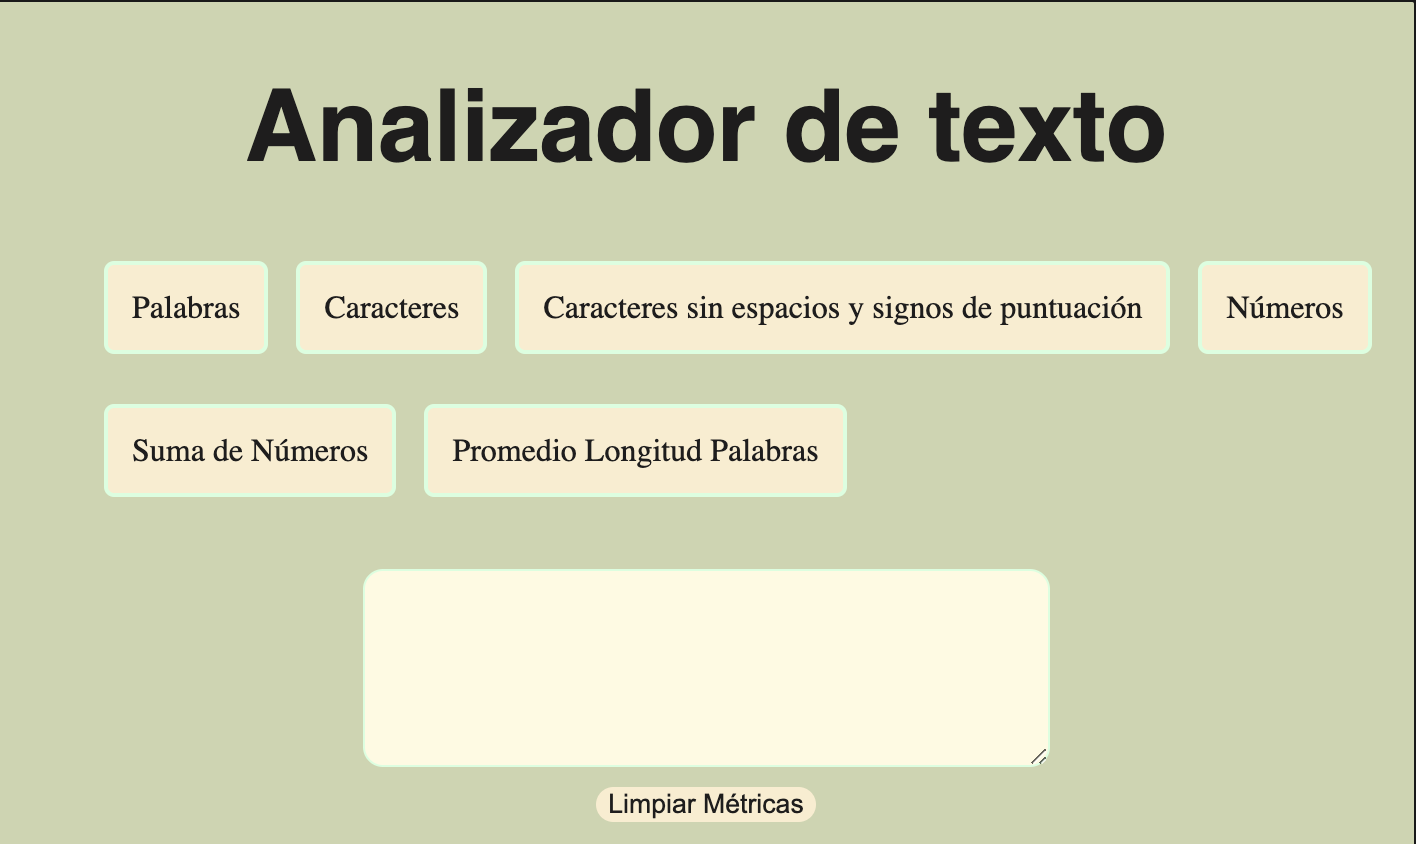 Analizador de texto
Palabras Caracteres Caracteres sin espacios y signos de puntuación Números
Suma de Números Promedio Longitud Palabras
Limpiar Métricas